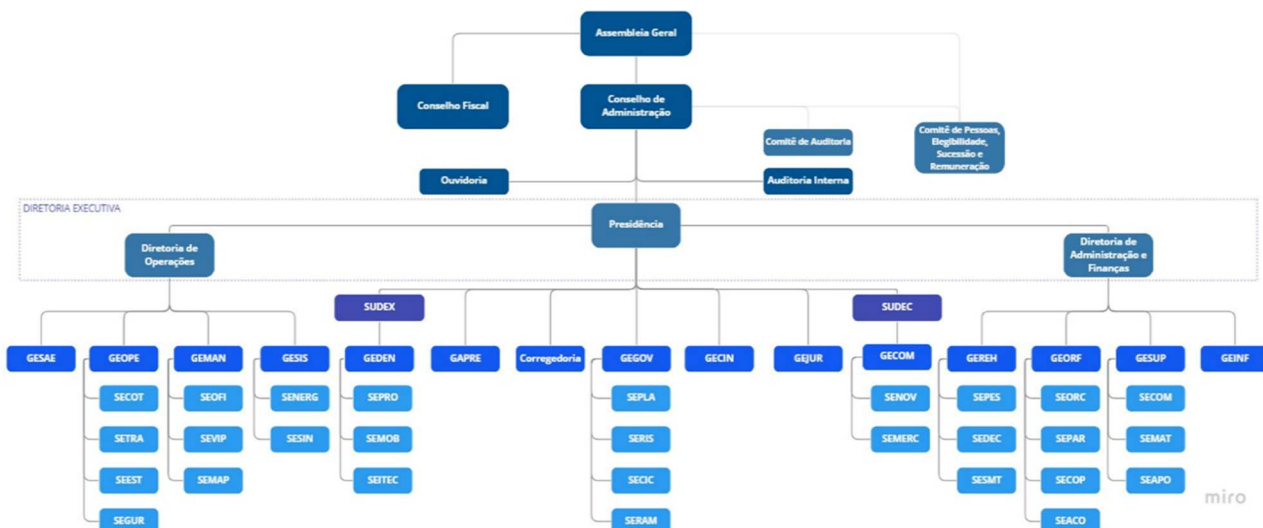 Assembleia Geral
Conselho Fiscal
Conselho de
Administração
Comitê de Auditoria
Comitê de Pessoas,
Elegibilidade,
Sucessão e
Remuneração
Ouvidoria
Auditoria Interna
DIRETORIA EXECUTIVA
Presidência
Diretoria de
Operações
Diretoria de
Administração e
Finanças
SUDEX
SUDEC
GESAE
GEOPE
GEMAN
GESIS
GEDEN
GAPRE
Corregedoria
GEGOV
GECIN
GEJUR
GECOM
GEREH
GEORF
GESUP
GEINF
SECOT
SEOFI
SENERG
SEPRO
SEPLA
SENOV
SEPES
SEORC
SECOM
SETRA
SEVIP
SESIN
SEMOB
SERIS
SEMERC
SEDEC
SEPAR
SEMAT
SEEST
SEMAP
SEITEC
SECIC
SESMT
SECOP
SEAPO
SEGUR
SERAM
SEACO
miro